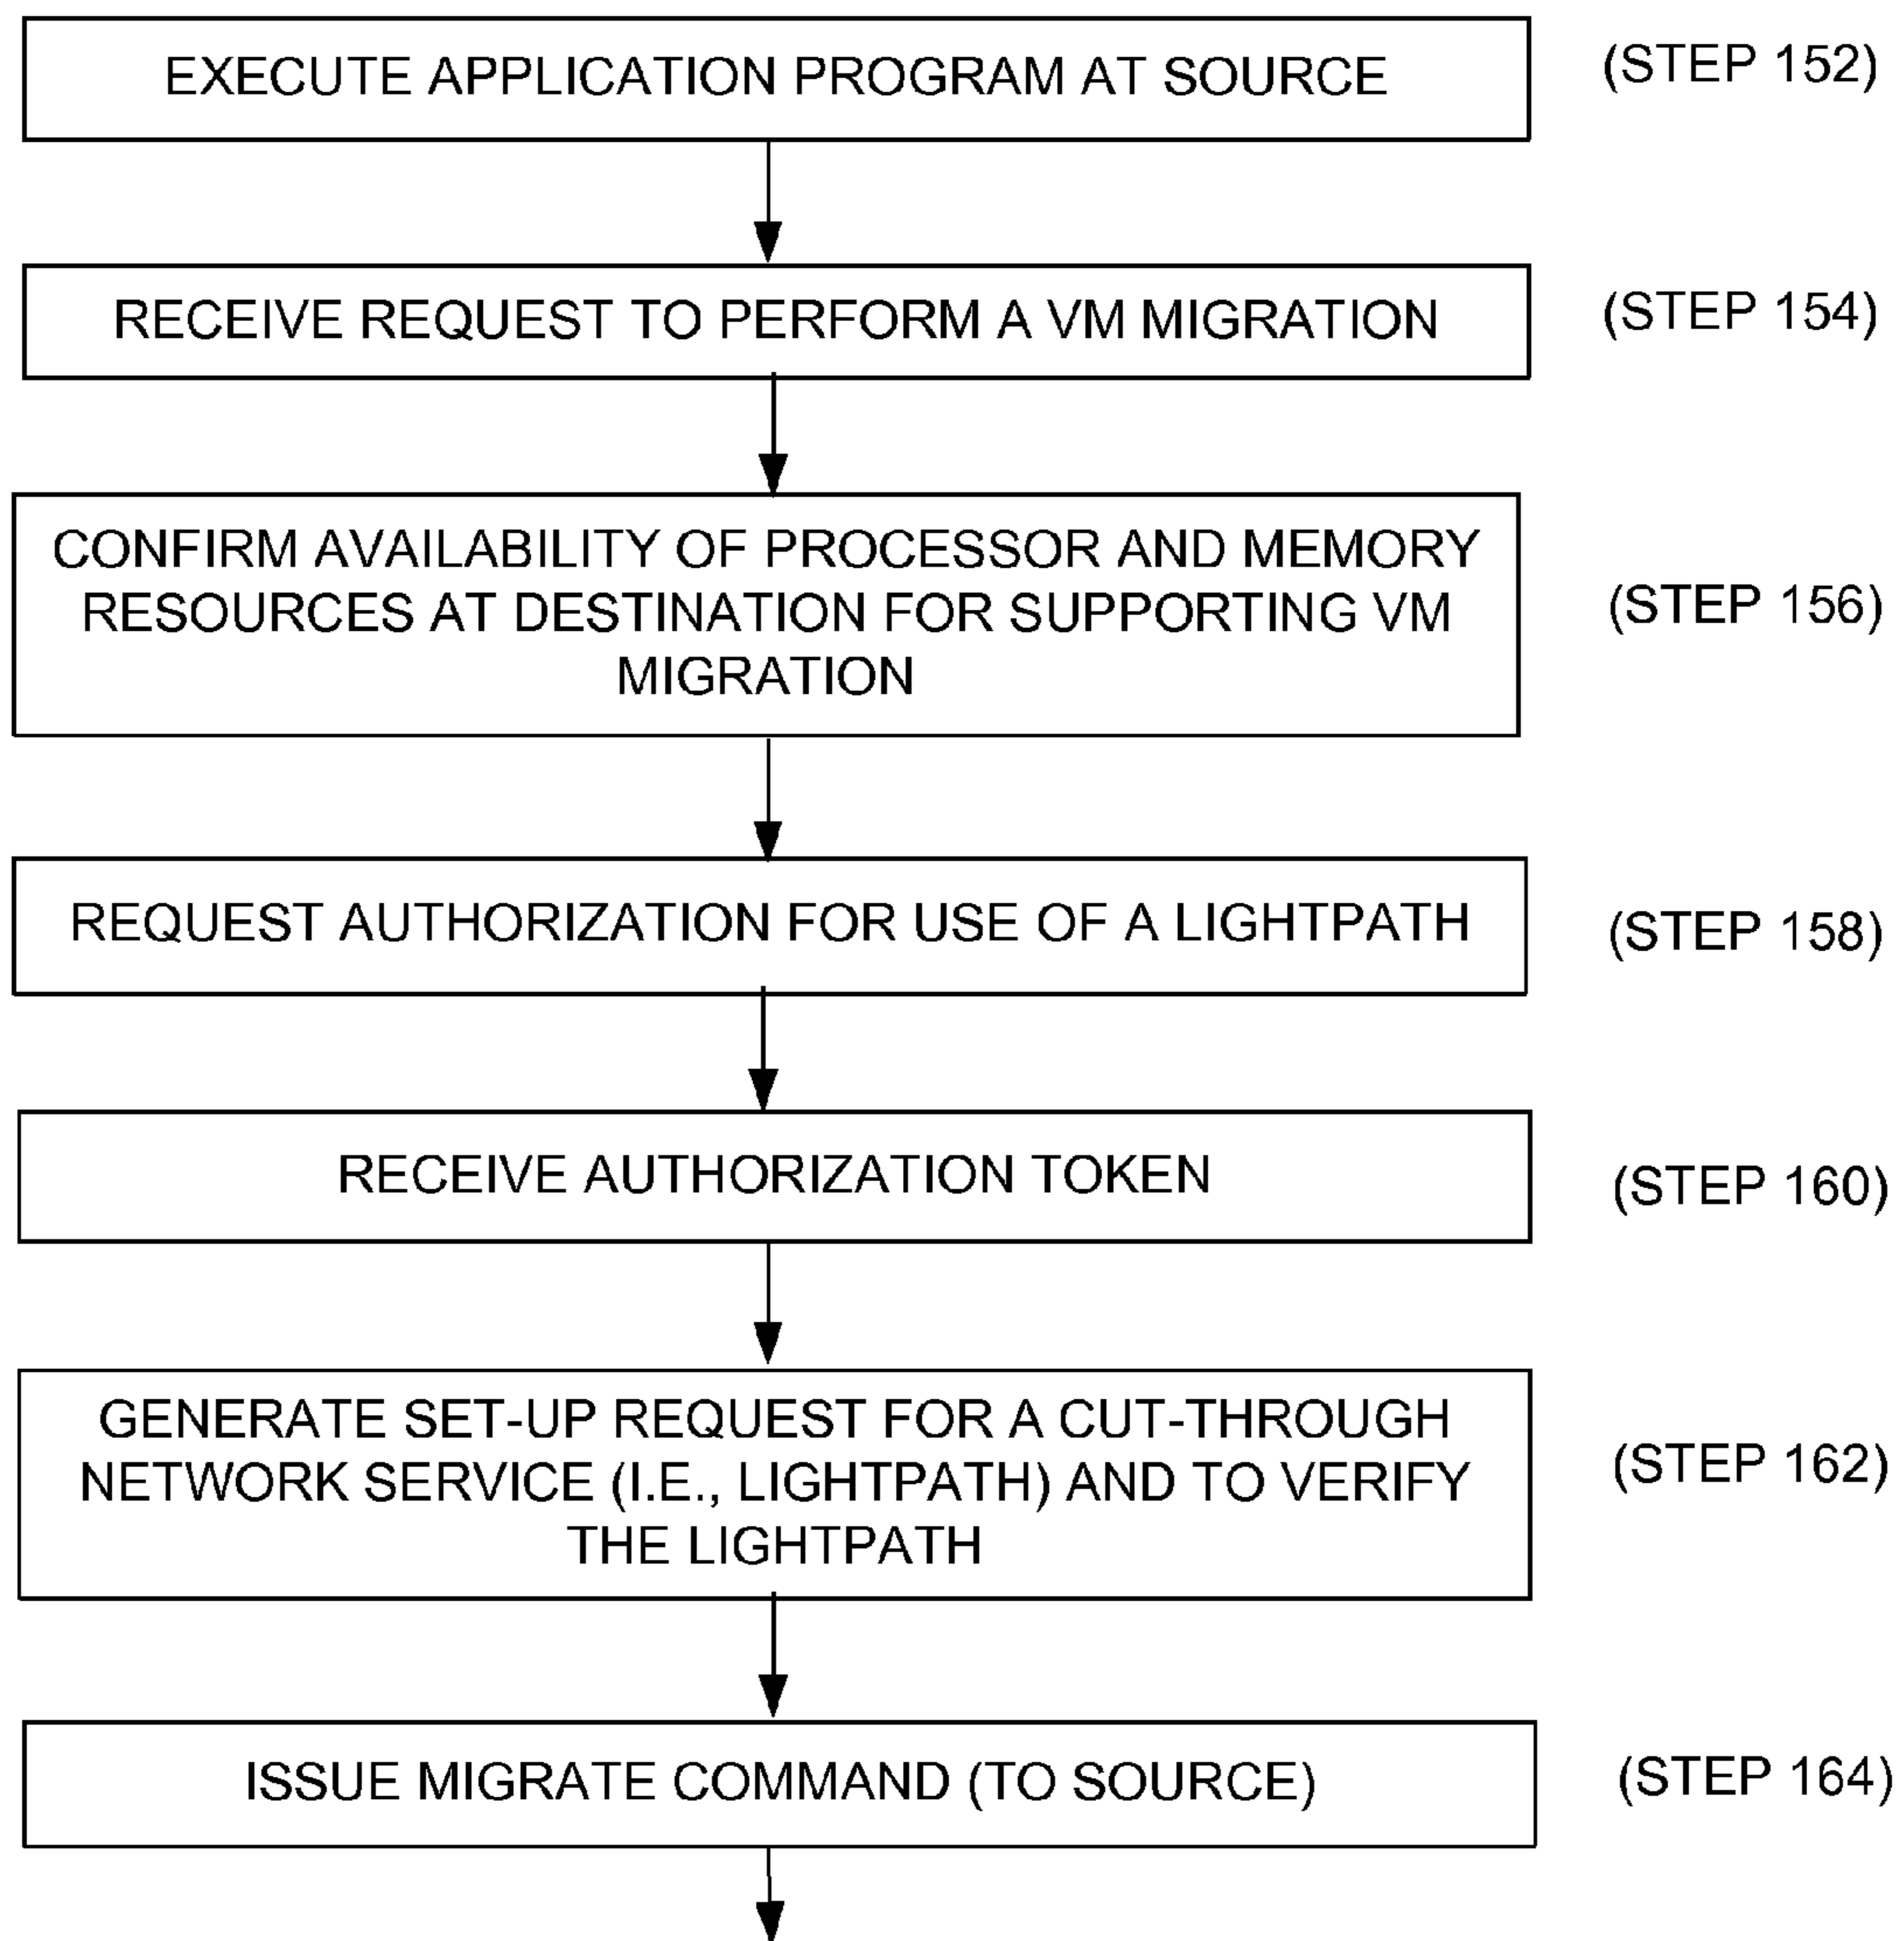 EXECUTE APPLICATION PROGRAM AT SOURCE
(STEP 152)
RECEIVE REQUEST TO PERFORM A VM MIGRATION
(STEP 154)
CONFIRM AVAILABILITY OF PROCESSOR AND MEMORY
RESOURCES AT DESTINATION FOR SUPPORTING VM
MIGRATION
(STEP 156)
REQUEST AUTHORIZATION FOR USE OF A LIGHTPATH
(STEP 158)
RECEIVE AUTHORIZATION TOKEN
(STEP 160)
GENERATE SET-UP REQUEST FOR A CUT-THROUGH
NETWORK SERVICE (I.E., LIGHTPATH) AND TO VERIFY
THE LIGHTPATH
(STEP 162)
ISSUE MIGRATE COMMAND (TO SOURCE)
(STEP 164)